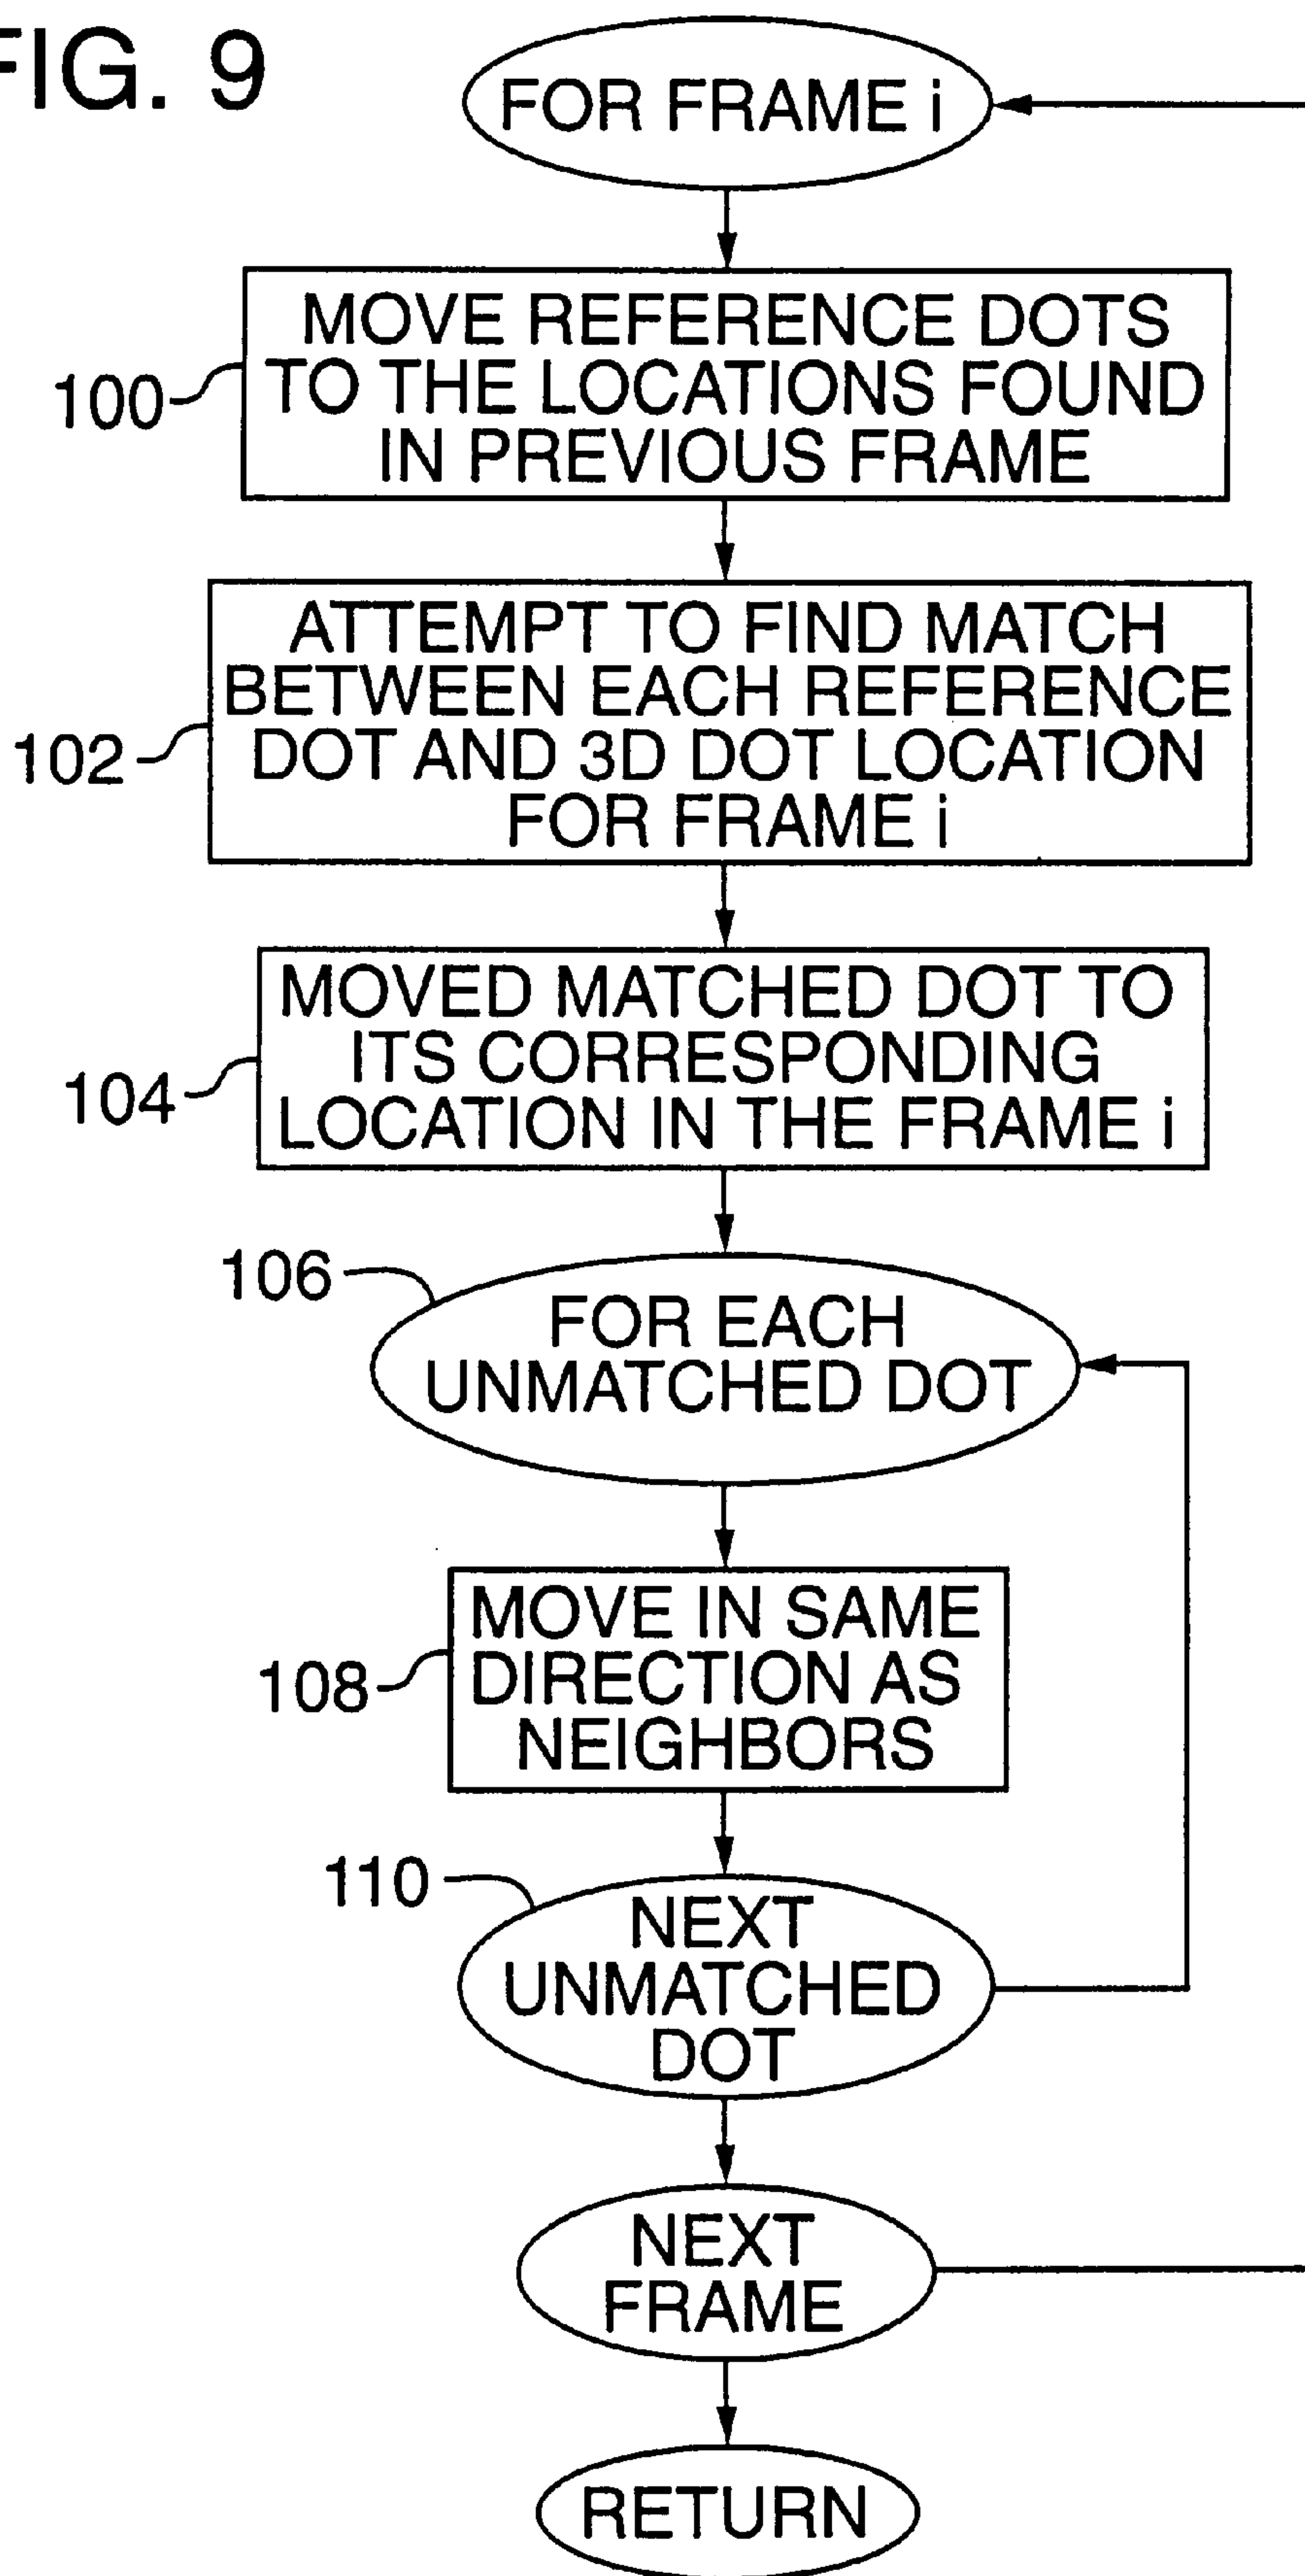 FIG. 9
FOR FRAME i
MOVE REFERENCE DOTS
TO THE LOCATIONS FOUND
IN PREVIOUS FRAME
100
ATTEMPT TO FIND MATCH
BETWEEN EACH REFERENCE
DOT AND 3D DOT LOCATION
FOR FRAME i
102
MOVED MATCHED DOT TO
ITS CORRESPONDING
LOCATION IN THE FRAME i
104
106
FOR EACH
UNMATCHED DOT
MOVE IN SAME
DIRECTION AS
NEIGHBORS
108
110
NEXT
UNMATCHED
DOT
NEXT
FRAME
RETURN